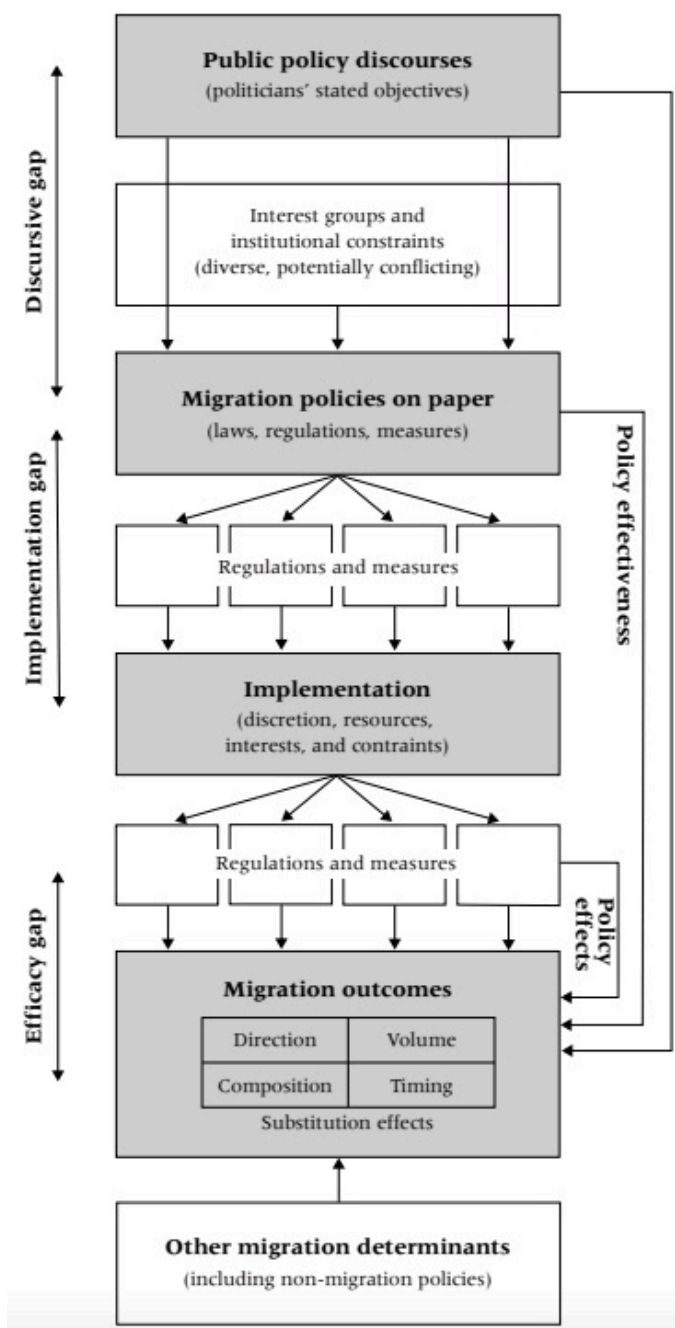 Public policy discourses
(politicians' stated objectives)
Discursive gap
Interest groups and
institutional constraints
(diverse, potentially conflicting)
Migration policies on paper
(laws, regulations, measures)
Implementation gap
Policy effectiveness
Regulations and measures
Implementation
(discretion, resources,
interests, and contraints)
Regulations and measures
Policy
effects
Efficacy gap
Migration outcomes
Direction
Volume
Composition
Timing
Substitution effects
Other migration determinants
(including non-migration policies)